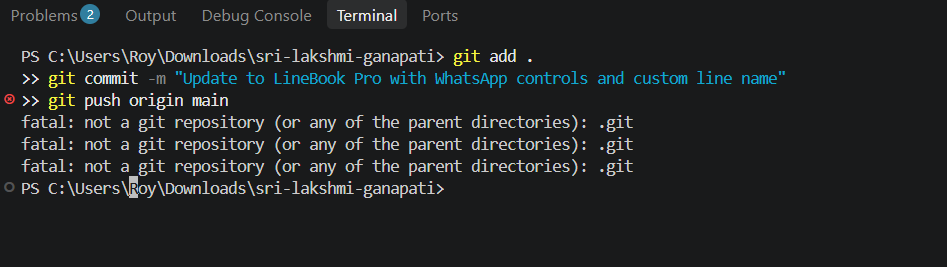 Problems 2 Output Debug Console Terminal Ports
PS C:\Users\Roy\Downloads\sri-lakshmi-ganapati> git add .
>> git commit -m "Update to LineBook Pro with WhatsApp controls and custom line name"
>> git push origin main
fatal: not a git repository (or any of the parent directories): .git
fatal: not a git repository (or any of the parent directories): .git
fatal: not a git repository (or any of the parent directories): .git
PS C:\Users\Roy\Downloads\sri-lakshmi-ganapati>